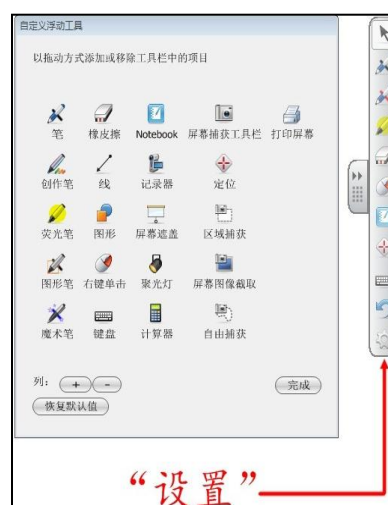 自定义浮动工具
以拖动方式添加或移除工具栏中的项目
笔 橡皮擦 Notebook 屏幕捕获工具栏 打印屏幕
创作笔 线 记录器 定位
荧光笔 图形 屏幕遮盖 区域捕获
图形笔 右键单击 聚光灯 屏幕图像截取
魔术笔 键盘 计算器 自由捕获
列: + -
完成
恢复默认值
“设置”